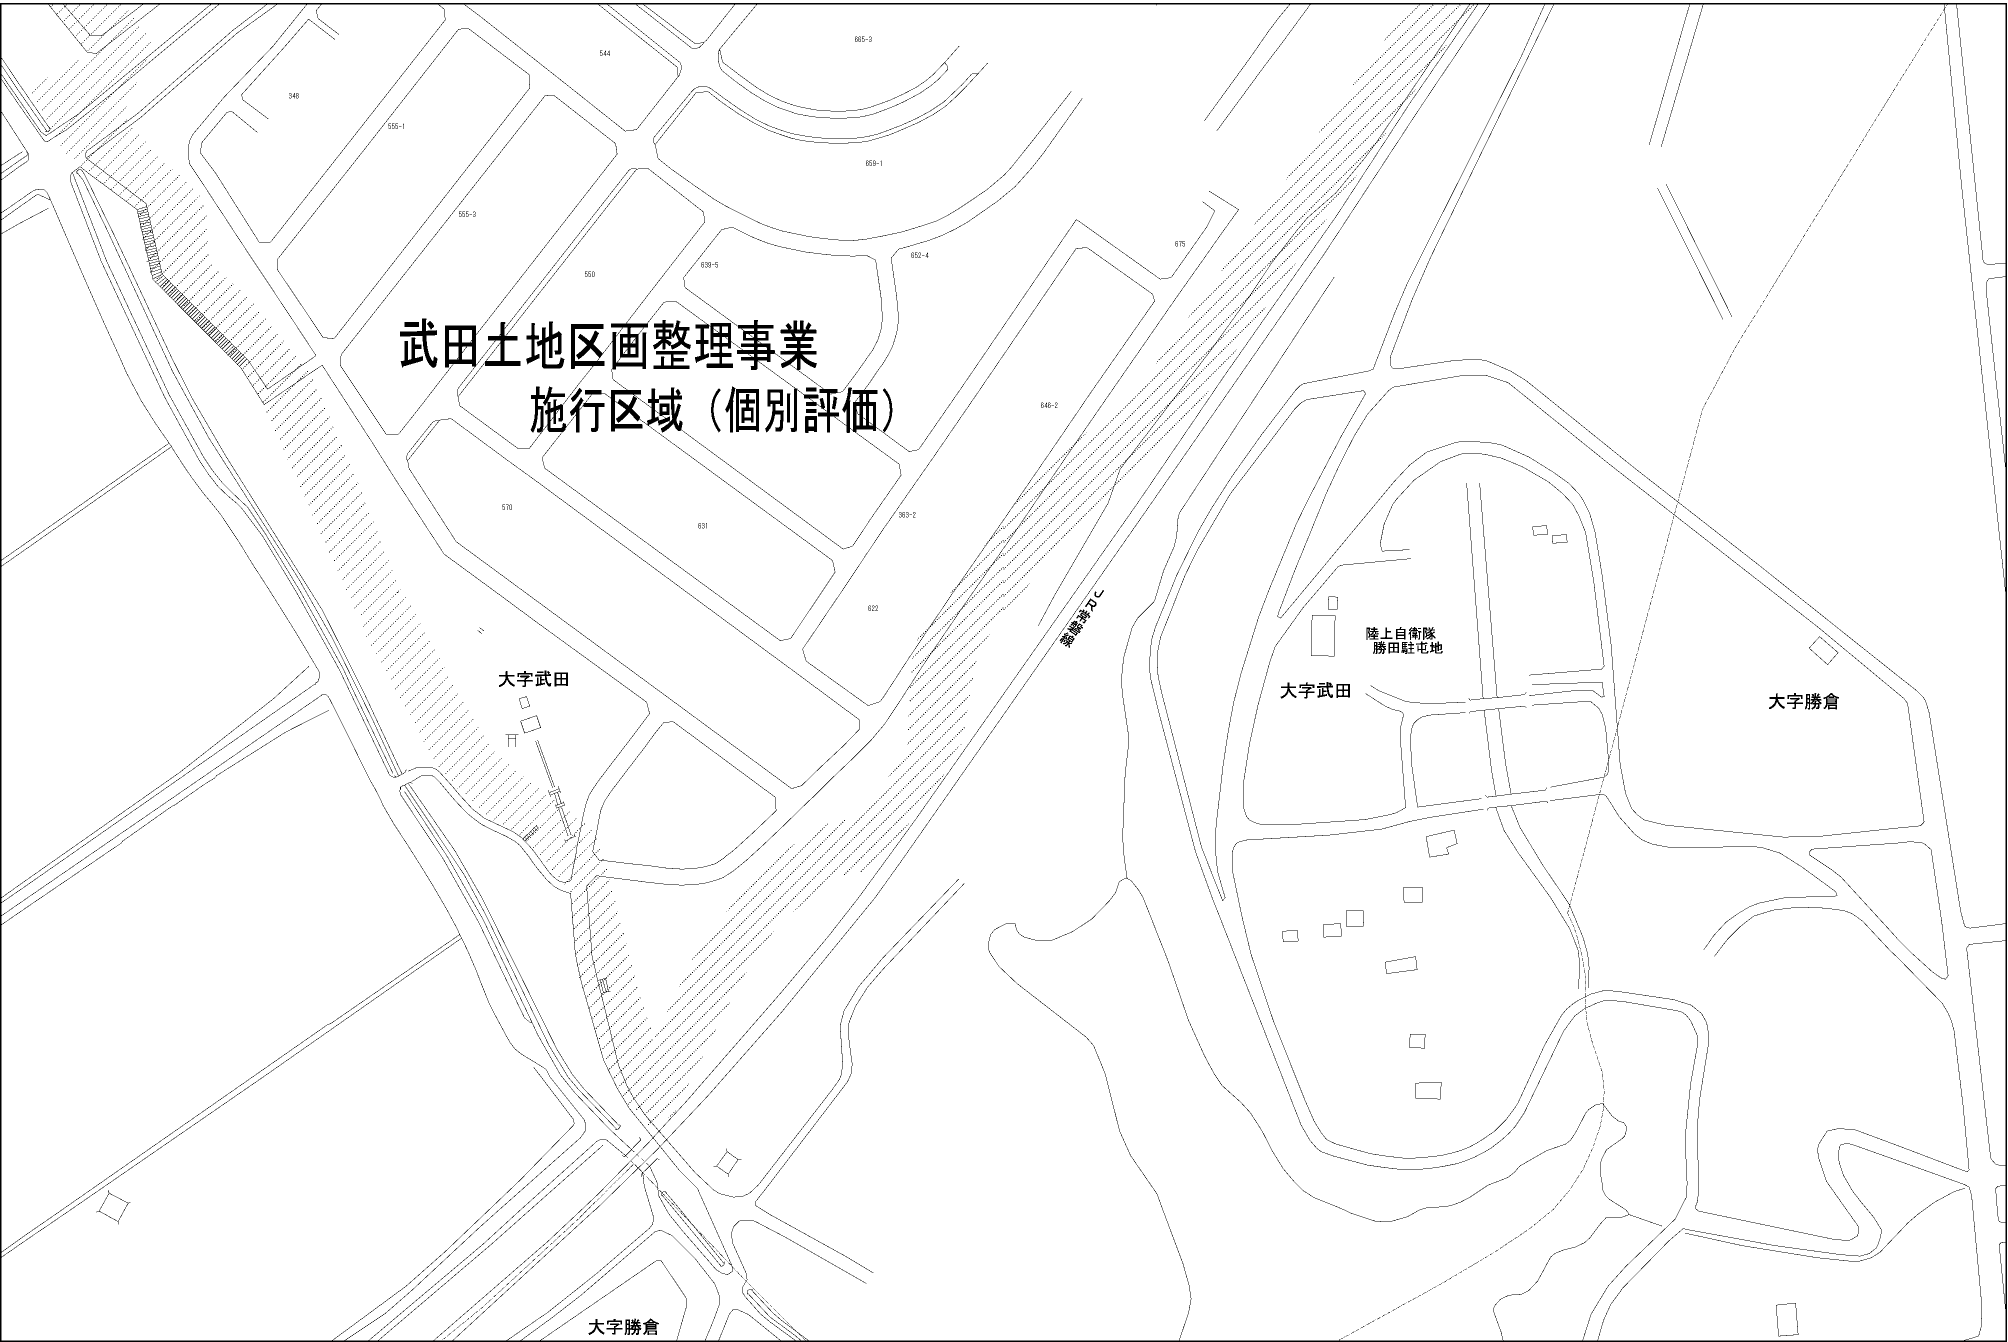 665-3
544
348
555-1
659-1
555-3
675
652-4
639-5
550
武田土地区画整理事業
施行区域（個別評価）
646-2
570
631
363-2
622
JR常磐線
陸上自衛隊
勝田駐屯地
大字武田
大字武田
大字勝倉
大字勝倉